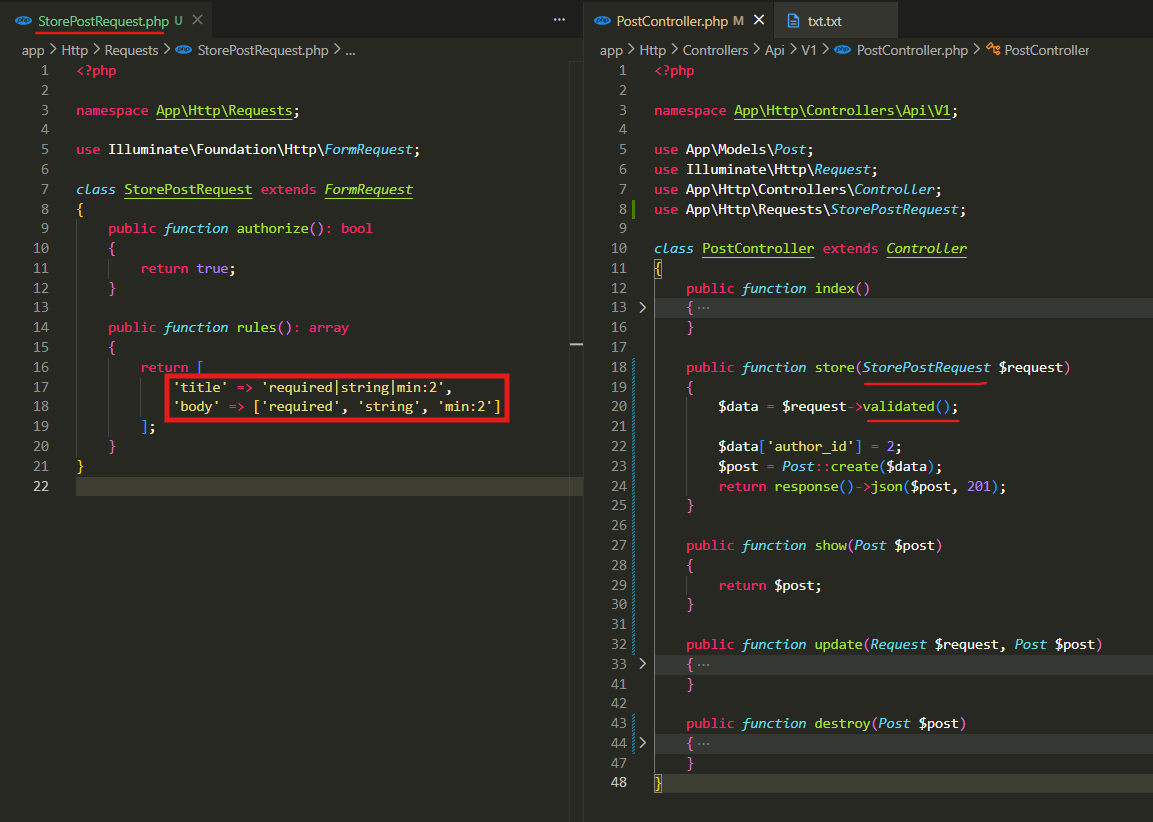 StorePostRequest.php U
app > Http > Requests > StorePostRequest.php > ...
1 <?php
2
3 namespace App\Http\Requests;
4
5 use Illuminate\Foundation\Http\FormRequest;
6
7 class StorePostRequest extends FormRequest
8 {
9 public function authorize(): bool
10 {
11 return true;
12 }
13
14 public function rules(): array
15 {
16 return [
17 'title' => 'required|string|min:2',
18 'body' => ['required', 'string', 'min:2']
19 ];
20 }
21 }
22
PostController.php M
txt.txt
app > Http > Controllers > Api > V1 > PostController.php > PostController
1 <?php
2
3 namespace App\Http\Controllers\Api\V1;
4
5 use App\Models\Post;
6 use Illuminate\Http\Request;
7 use App\Http\Controllers\Controller;
8 use App\Http\Requests\StorePostRequest;
9
10 class PostController extends Controller
11 {
12 public function index()
13 { ...
16 }
17
18 public function store(StorePostRequest $request)
19 {
20 $data = $request->validated();
21
22 $data['author_id'] = 2;
23 $post = Post::create($data);
24 return response()->json($post, 201);
25 }
26
27 public function show(Post $post)
28 {
29 return $post;
30 }
31
32 public function update(Request $request, Post $post)
33 { ...
41 }
42
43 public function destroy(Post $post)
44 { ...
47 }
48 }